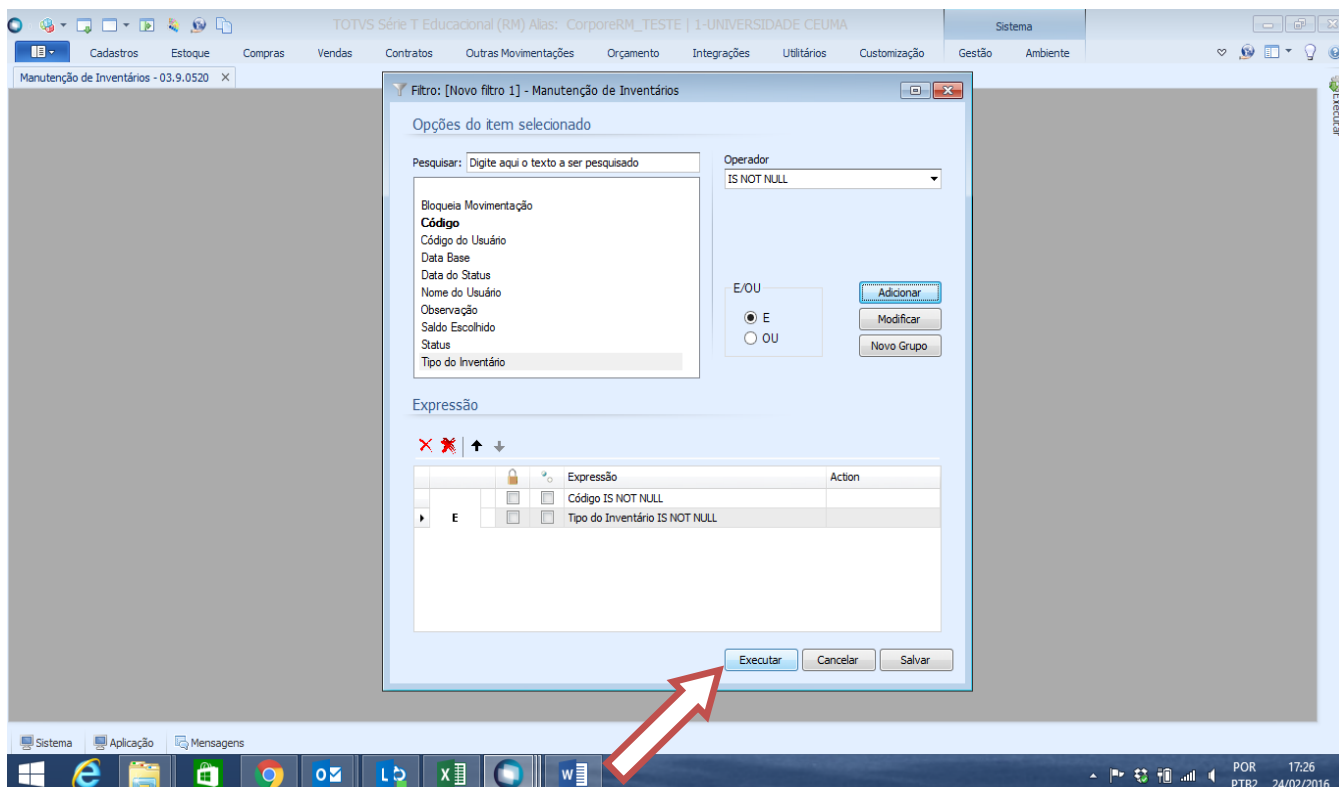 TOTVS Série T Educacional (RM) Alias: CorporeRM_TESTE | 1-UNIVERSIDADE CEUMA
Sistema
Cadastros Estoque Compras Vendas Contratos Outras Movimentações Orçamento Integrações Utilitários Customização Gestão Ambiente
Manutenção de Inventários - 03.9.0520
Executar
Filtro: [Novo filtro 1] - Manutenção de Inventários
Opções do item selecionado
Pesquisar: Digite aqui o texto a ser pesquisado
Operador
IS NOT NULL
Bloqueia Movimentação
Código
Código do Usuário
Data Base
Data do Status
Nome do Usuário
Observação
Saldo Escolhido
Status
Tipo do Inventário
E/OU
E
OU
Adicionar
Modificar
Novo Grupo
Expressão
Expressão Action
Código IS NOT NULL
E Tipo do Inventário IS NOT NULL
Executar Cancelar Salvar
Sistema Aplicação Mensagens
POR 17:26
PTB2 24/02/2016